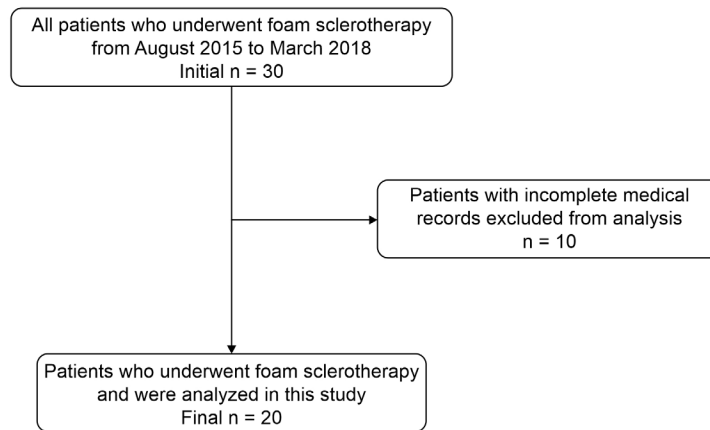 All patients who underwent foam sclerotherapy
from August 2015 to March 2018
Initial n = 30
Patients with incomplete medical
records excluded from analysis
n = 10
Patients who underwent foam sclerotherapy
and were analyzed in this study
Final n = 20